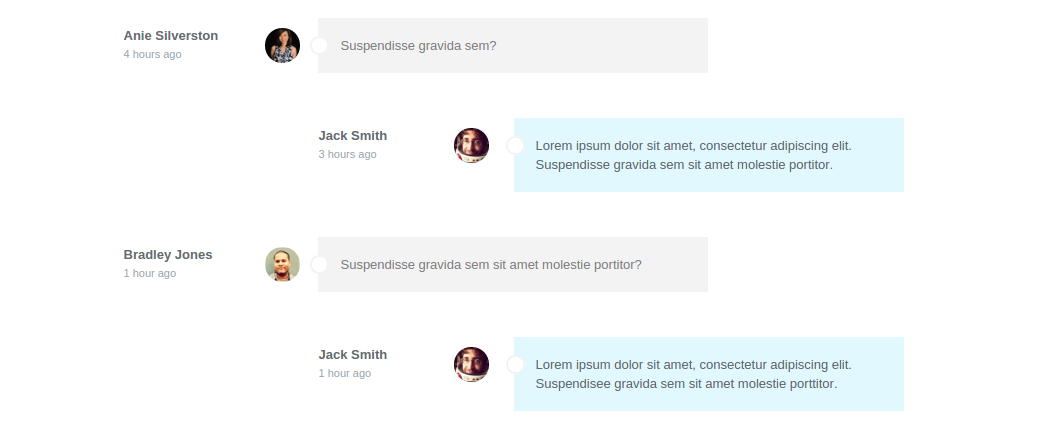 Anie Silverston
4 hours ago
Suspendisse gravida sem?
Jack Smith
3 hours ago
Lorem ipsum dolor sit amet, consectetur adipiscing elit.
Suspendisse gravida sem sit amet molestie portitor.
Bradley Jones
1 hour ago
Suspendisse gravida sem sit amet molestie portitor?
Jack Smith
1 hour ago
Lorem ipsum dolor sit amet, consectetur adipiscing elit.
Suspendisee gravida sem sit amet molestie porttitor.